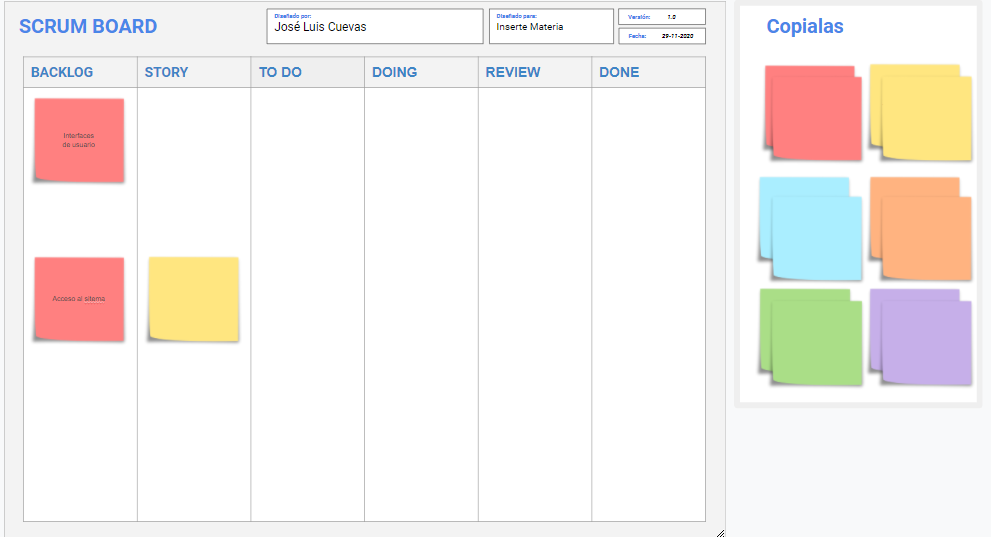 SCRUM BOARD
Diseñado por:
José Luis Cuevas
Diseñado para:
Inserte Materia
Versión: 1.0
Fecha: 29-11-2020
Copialas
BACKLOG
STORY
TO DO
DOING
REVIEW
DONE
Interfaces
de usuario
Acceso al sitema